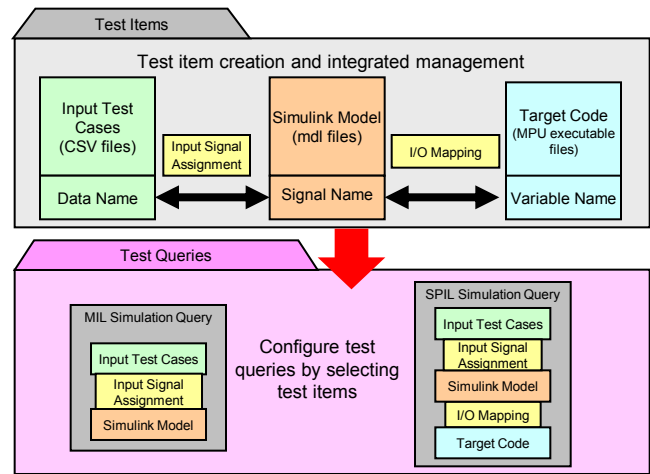 Test Items
Test item creation and integrated management
Input Test
Cases
(CSV files)
Input Signal
Assignment
Simulink Model
(mdl files)
I/O Mapping
Target Code
(MPU executable
files)
Data Name
Signal Name
Variable Name
Test Queries
MIL Simulation Query
Input Test Cases
Input Signal
Assignment
Simulink Model
Configure test
queries by selecting
test items
SPIL Simulation Query
Input Test Cases
Input Signal
Assignment
Simulink Model
I/O Mapping
Target Code